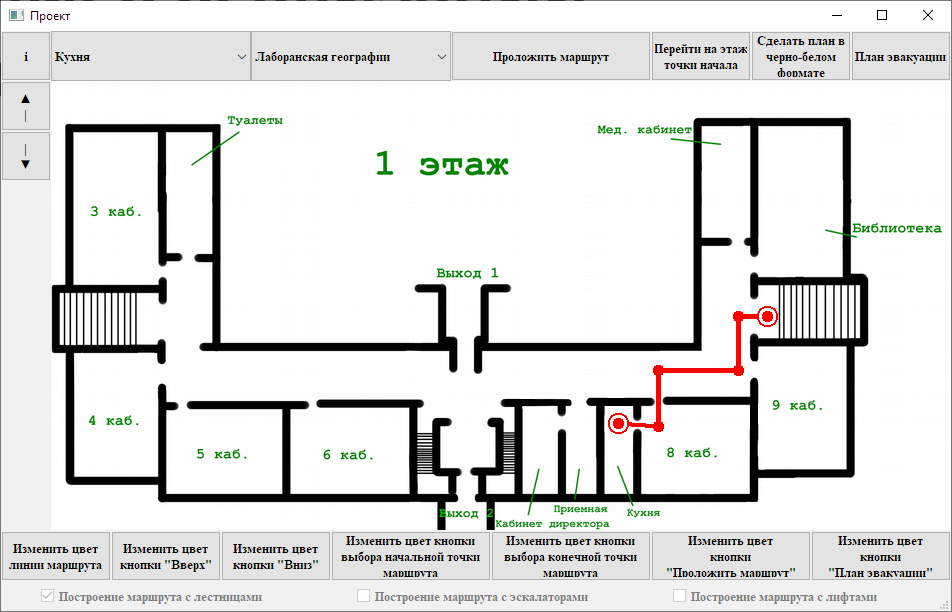 Проект
i
Кухня
Лаборанская географии
Проложить маршрут
Перейти на этаж
точки начала
Сделать план в
черно-белом
формате
План эвакуации
Туалеты
1 этаж
Мед. кабинет
3 каб.
Библиотека
Выход 1
4 каб.
9 каб.
5 каб.
6 каб.
8 каб.
Выход 2
Приемная
Кухня
Кабинет директора
Изменить цвет
линии маршрута
Изменить цвет
кнопки "Вверх"
Изменить цвет
кнопки "Вниз"
Изменить цвет кнопки
выбора начальной точки
маршрута
Изменить цвет кнопки
выбора конечной точки
маршрута
Изменить цвет
кнопки
"Проложить маршрут"
Изменить цвет
кнопки
"План эвакуации"
Построение маршрута с лестницами
Построение маршрута с эскалаторами
Построение маршрута с лифтами